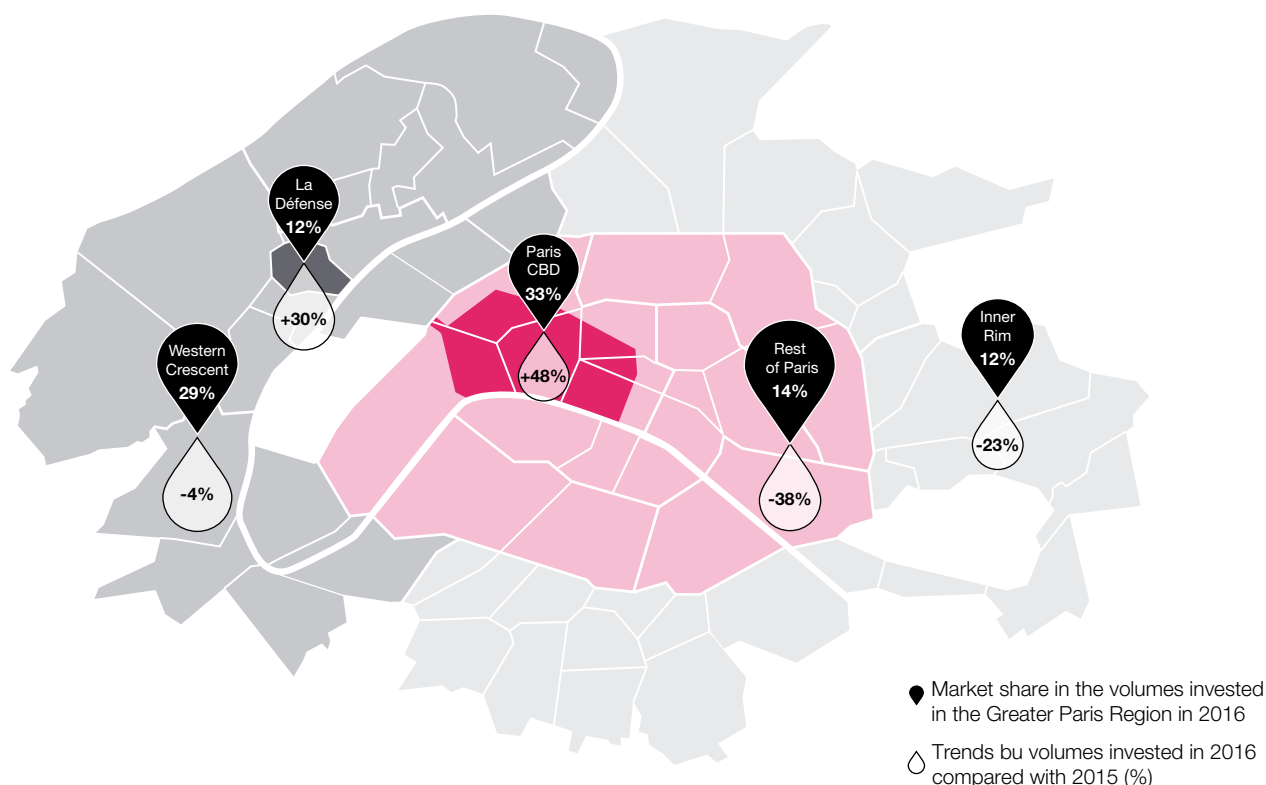 La
Défense
12%
+30%
Paris
CBD
33%
+48%
Western
Crescent
29%
-4%
Rest
of Paris
14%
-38%
Inner
Rim
12%
-23%
Market share in the volumes invested
in the Greater Paris Region in 2016
Trends bu volumes invested in 2016
compared with 2015 (%)